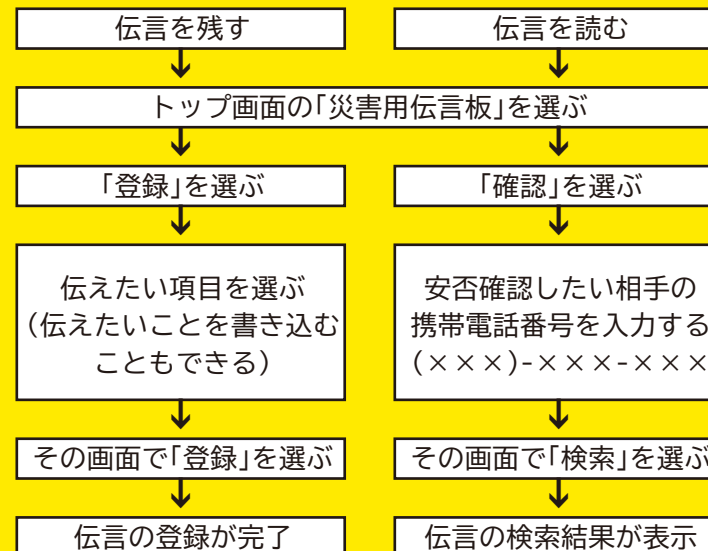 伝言を残す
伝言を読む
トップ画面の「災害用伝言板」を選ぶ
「登録」を選ぶ
「確認」を選ぶ
伝えたい項目を選ぶ
（伝えたいことを書き込む
こともできる）
安否確認したい相手の
携帯電話番号を入力する
（×××）-×××-×××
その画面で「登録」を選ぶ
その画面で「検索」を選ぶ
伝言の登録が完了
伝言の検索結果が表示